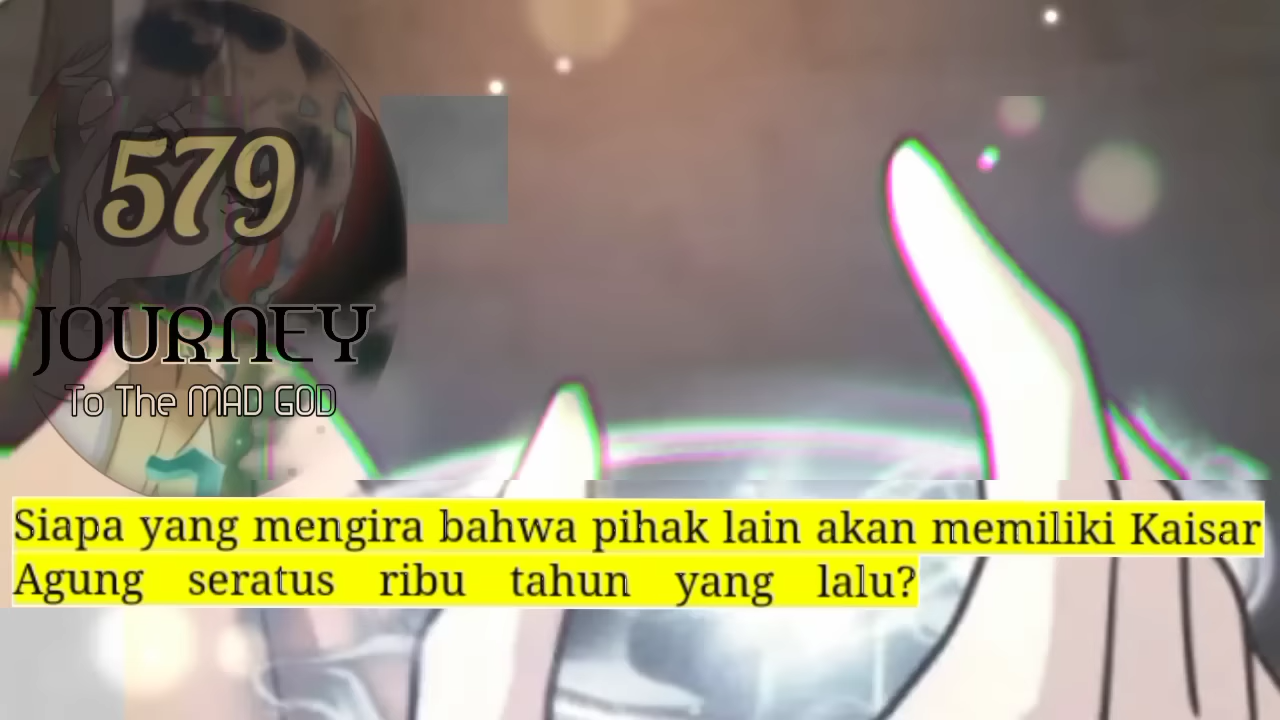 579
JOURNEY
To The MAD GOD
Siapa yang mengira bahwa pihak lain akan memiliki Kaisar
Agung seratus ribu tahun yang lalu?